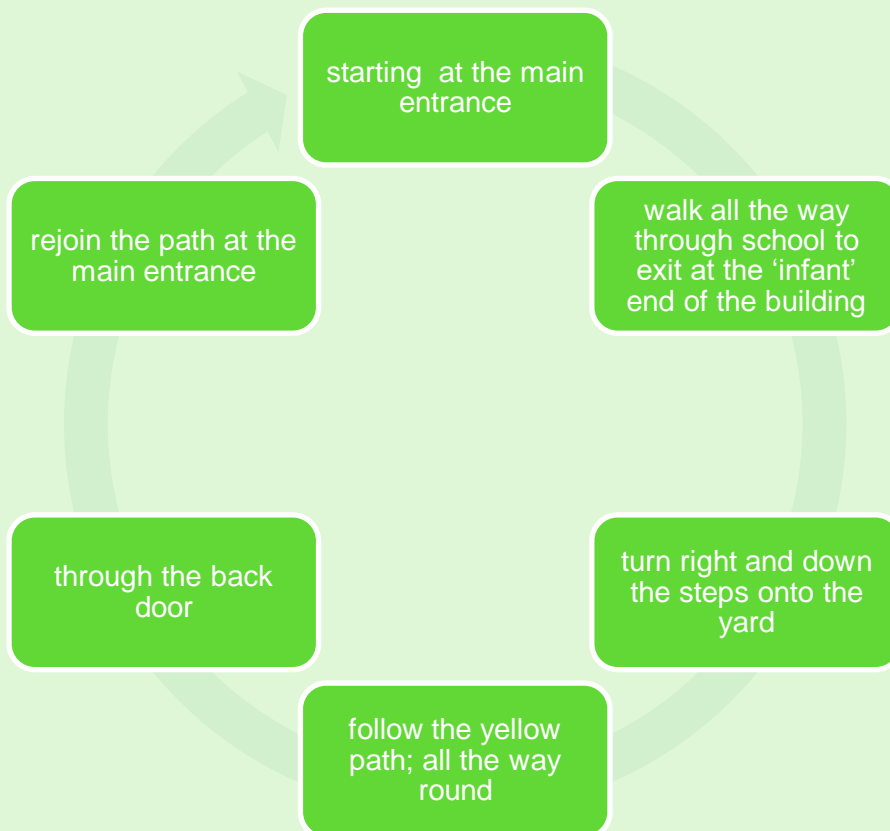 starting  at the main
entrance
walk all the way
through school to
exit at the ‘infant’
end of the building
turn right and down
the steps onto the
yard
follow the yellow
path; all the way
round
through the back
door
rejoin the path at the
main entrance